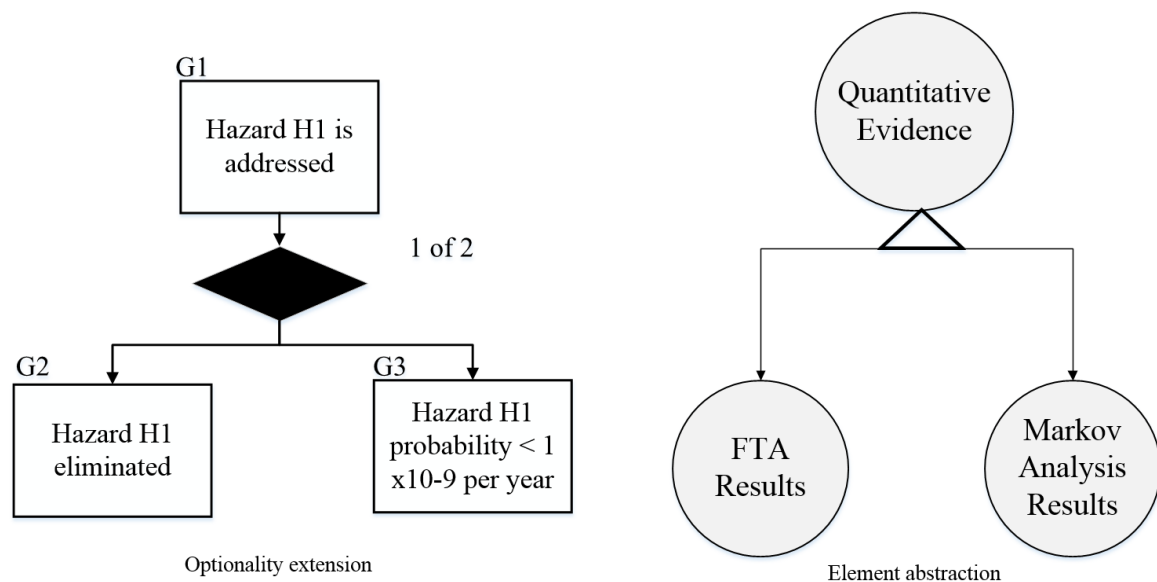 G1
Hazard H1 is
addressed
1 of 2
G2
Hazard H1
eliminated
G3
Hazard H1
probability < 1
x10-9 per year
Optionality extension
Quantitative
Evidence
FTA
Results
Markov
Analysis
Results
Element abstraction